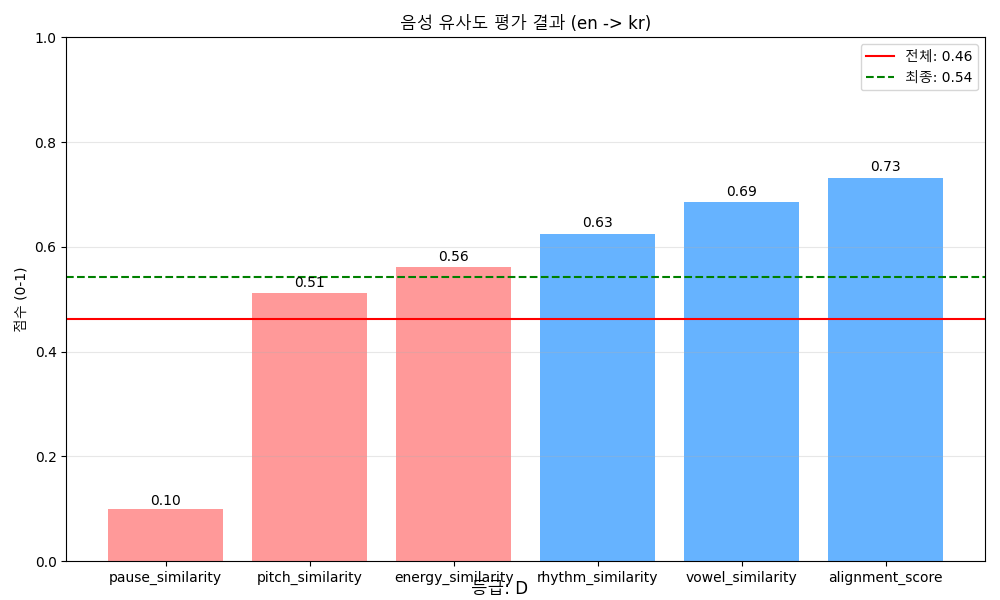 음성 유사도 평가 결과 (en -> kr)
전체: 0.46
최종: 0.54
점수 (0-1)
1.0
0.8
0.6
0.4
0.2
0.0
0.10
0.51
0.56
0.63
0.69
0.73
pause_similarity
pitch_similarity
energy_similarity
rhythm_similarity
vowel_similarity
alignment_score
등급: D